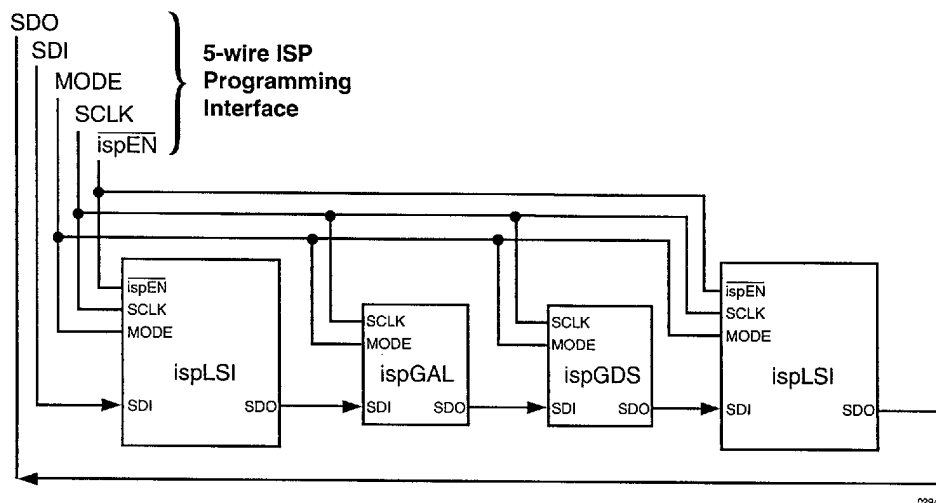 SDO
SDI
MODE
SCLK
ispEN
5-wire ISP
Programming
Interface
ispEN
SCLK
MODE
ispLSI
SDI
SDO
SCLK
MODE
ispGAL
SDI
SDO
SCLK
MODE
ispGDS
SDI
SDO
ispEN
SCLK
MODE
ispLSI
SDI
SDO